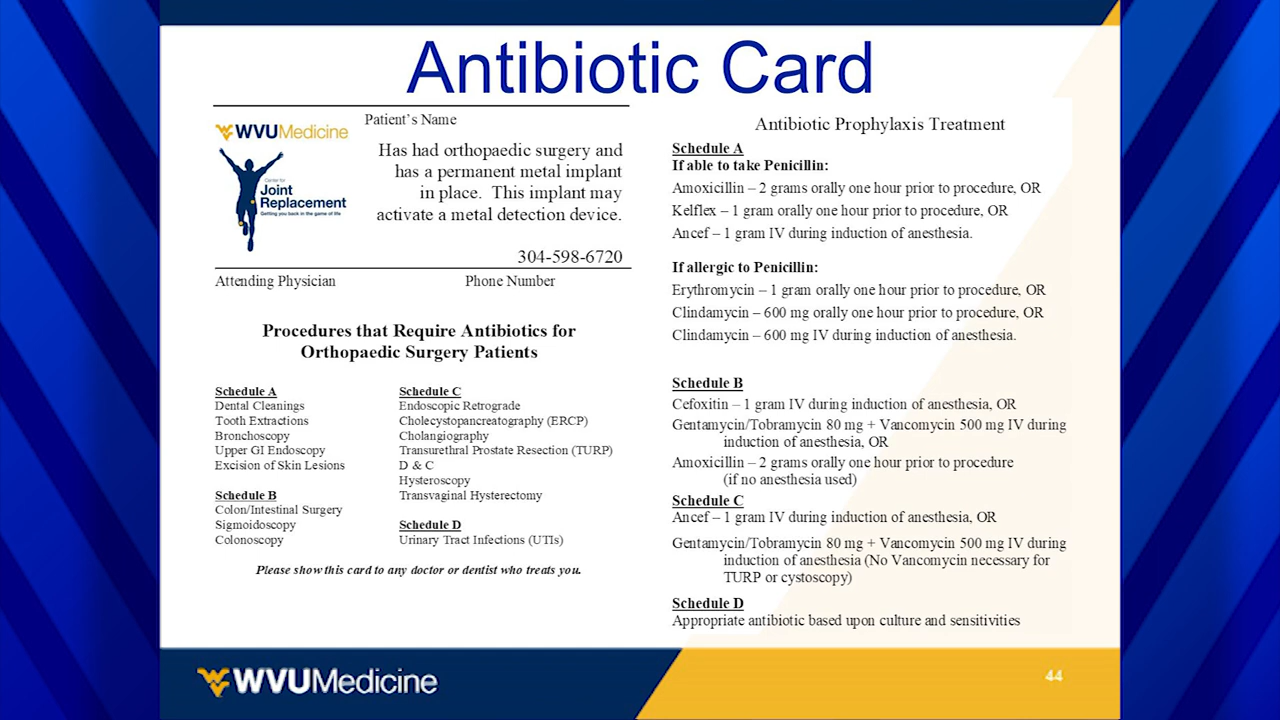 Antibiotic Card
Patient's Name
WVUMedicine
Center for
Joint
Replacement
Getting you back in the game of life
Has had orthopaedic surgery and
has a permanent metal implant
in place. This implant may
activate a metal detection device.
304-598-6720
Attending Physician Phone Number
Procedures that Require Antibiotics for
Orthopaedic Surgery Patients
Schedule A
Dental Cleanings
Tooth Extractions
Bronchoscopy
Upper GI Endoscopy
Excision of Skin Lesions
Schedule B
Colon/Intestinal Surgery
Sigmoidoscopy
Colonoscopy
Schedule C
Endoscopic Retrograde
Cholecystopancreatography (ERCP)
Cholangiography
Transurethral Prostate Resection (TURP)
D & C
Hysteroscopy
Transvaginal Hysterectomy
Schedule D
Urinary Tract Infections (UTIs)
Please show this card to any doctor or dentist who treats you.
Antibiotic Prophylaxis Treatment
Schedule A
If able to take Penicillin:
Amoxicillin – 2 grams orally one hour prior to procedure, OR
Kelflex – 1 gram orally one hour prior to procedure, OR
Ancef – 1 gram IV during induction of anesthesia.
If allergic to Penicillin:
Erythromycin – 1 gram orally one hour prior to procedure, OR
Clindamycin – 600 mg orally one hour prior to procedure, OR
Clindamycin – 600 mg IV during induction of anesthesia.
Schedule B
Cefoxitin – 1 gram IV during induction of anesthesia, OR
Gentamycin/Tobramycin 80 mg + Vancomycin 500 mg IV during
induction of anesthesia, OR
Amoxicillin – 2 grams orally one hour prior to procedure
(if no anesthesia used)
Schedule C
Ancef – 1 gram IV during induction of anesthesia, OR
Gentamycin/Tobramycin 80 mg + Vancomycin 500 mg IV during
induction of anesthesia (No Vancomycin necessary for
TURP or cystoscopy)
Schedule D
Appropriate antibiotic based upon culture and sensitivities
WVUMedicine
44